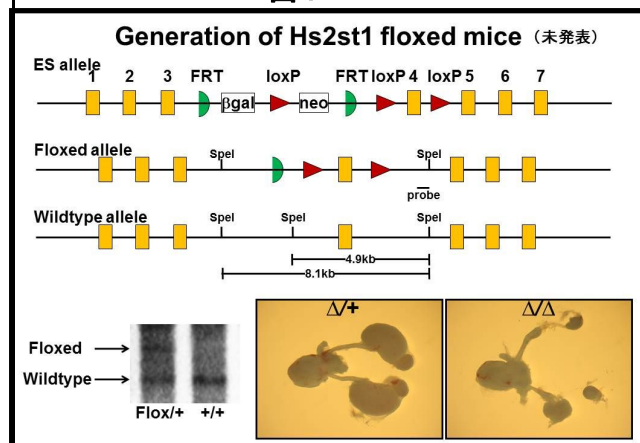 Generation of Hs2st1 floxed mice（未発表）
ES allele
1 2 3 FRT loxP FRT loxP 4 loxP 5 6 7
βgal neo
Floxed allele
SpeI SpeI
probe
Wildtype allele
SpeI SpeI SpeI
4.9kb
8.1kb
Floxed
Wildtype
Flox/+ +/+
Δ/+
Δ/Δ